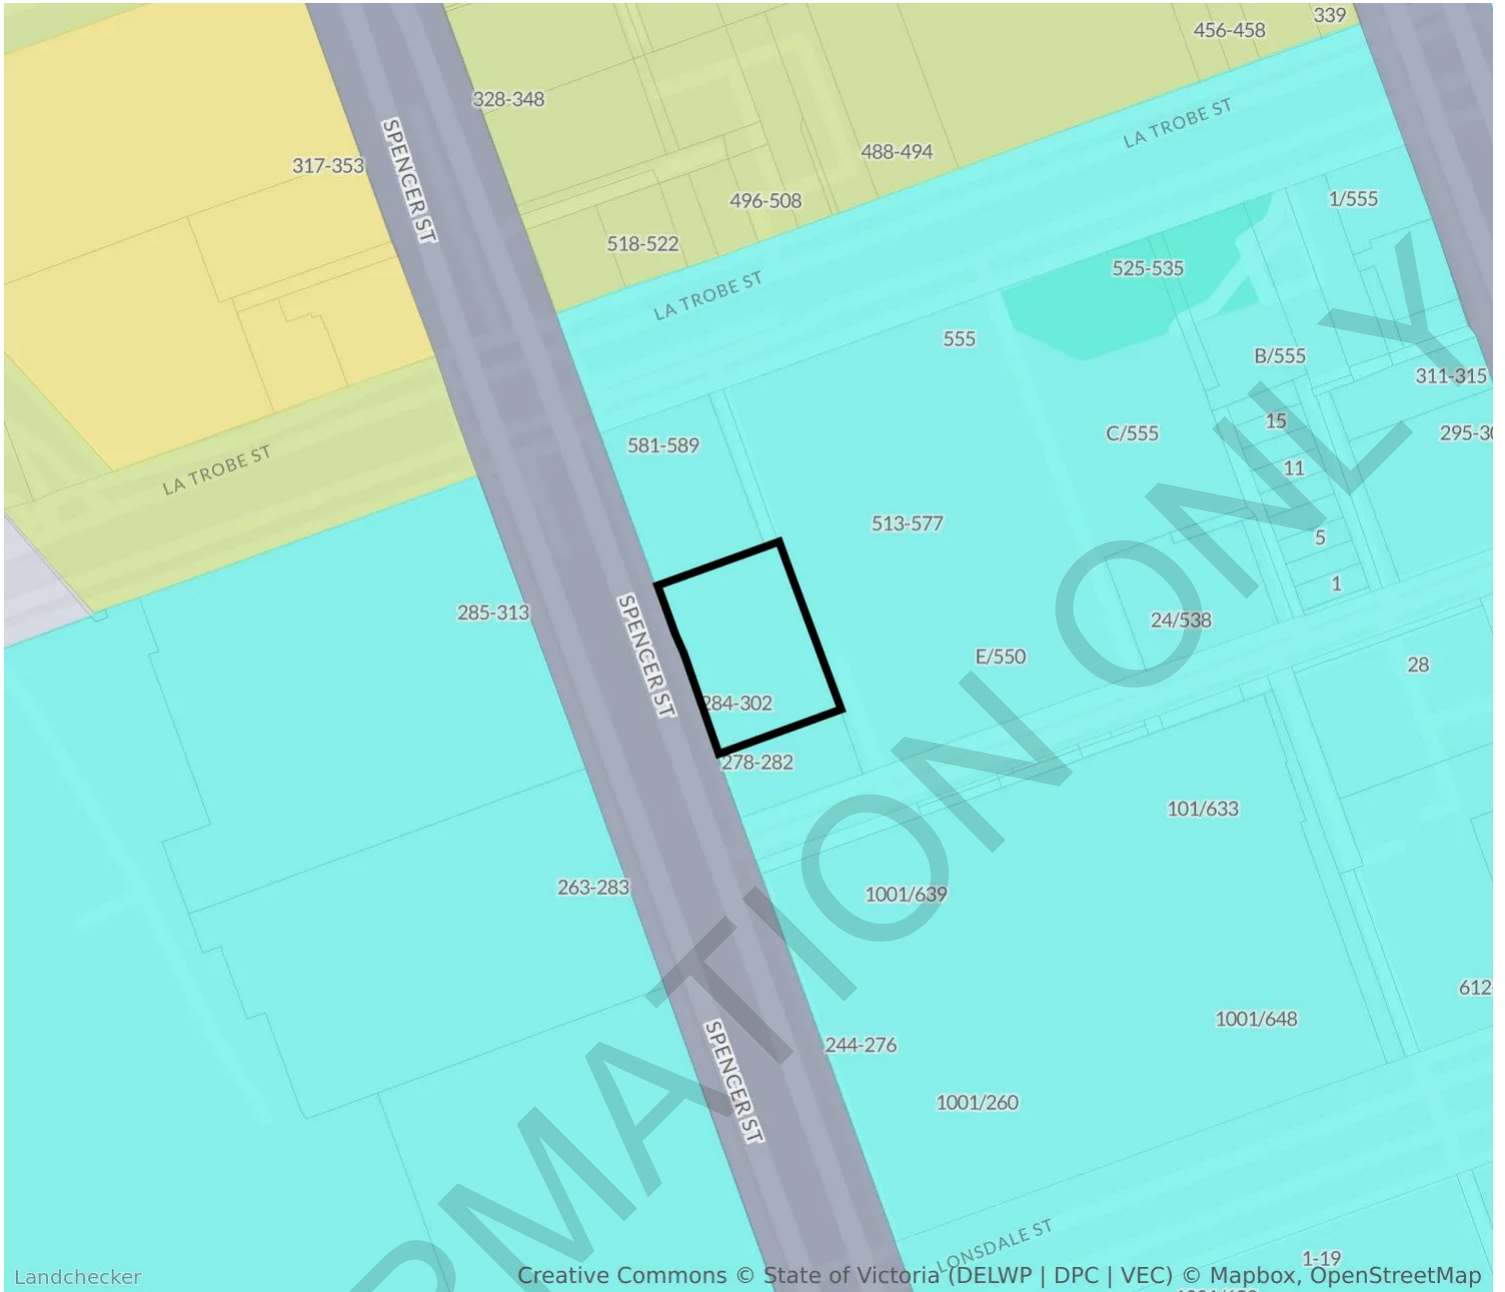 339
456-458
328-348
SPENCER ST
LA TROBE ST
488-494
317-353
496-508
1/555
518-522
525-535
LA TROBE ST
555
B/555
311-315
15
581-589
C/555
295-30
LA TROBE ST
11
513-577
5
1
285-313
SPENCER ST
24/538
E/550
28
284-302
278-282
101/633
263-283
1001/639
612-
1001/648
244-276
SPENCER ST
1001/260
LONSDALE ST
1-19
RMATION ONLY
Landchecker
Creative Commons © State of Victoria (DELWP | DPC | VEC) © Mapbox, OpenStreetMap